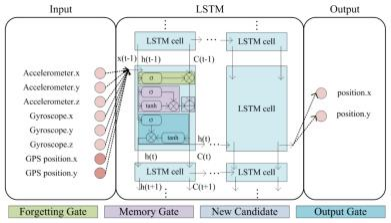 Input
LSTM
Output
LSTM cell
LSTM cell
x(t-1)
h(t-1)
C(t-1)
Accelerometer.x
Accelerometer.y
Accelerometer.z
Gyroscope.x
Gyroscope.y
Gyroscope.z
GPS position.x
GPS position.y
σ
σ
tanh
σ
tanh
h(t)
LSTM cell
position.x
position.y
h(t)
C(t)
LSTM cell
LSTM cell
h(t+1)
C(t+1)
Forgetting Gate
Memory Gate
New Candidate
Output Gate